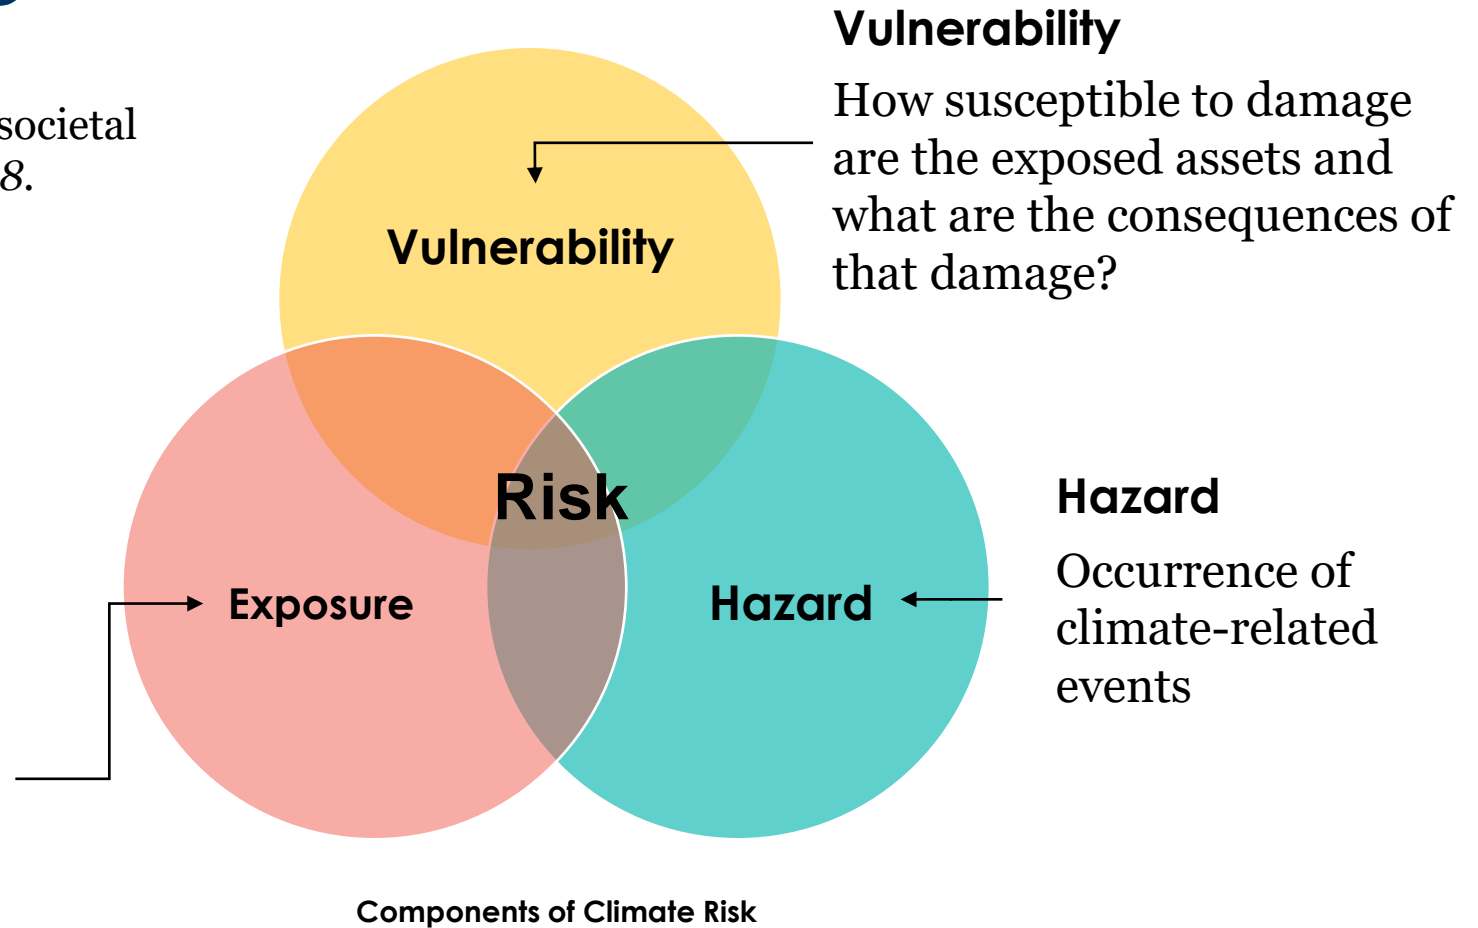 Vulnerability
How susceptible to damage
are the exposed assets and
what are the consequences of
that damage?
societal
8.
Vulnerability
Risk
Exposure
Hazard
Hazard
Occurrence of
climate-related
events
Components of Climate Risk